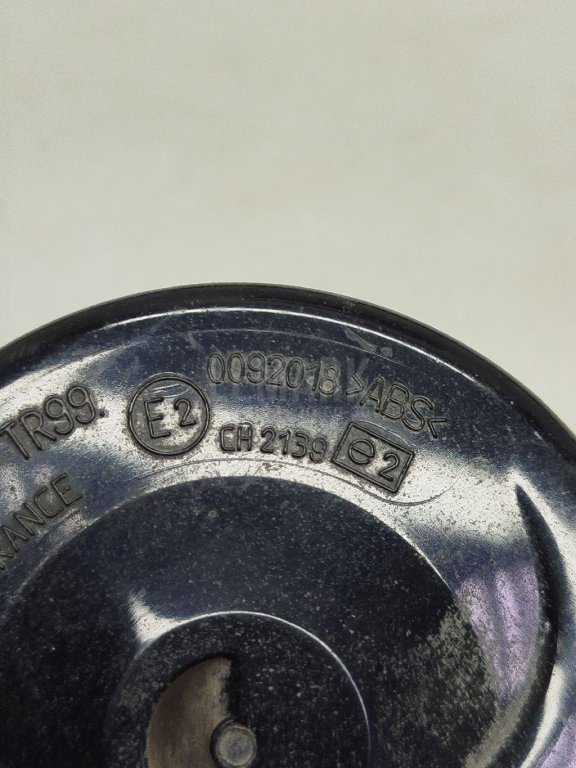 0092018 >ABS<
TR99.
E2
CH 2139
e2
RANCE